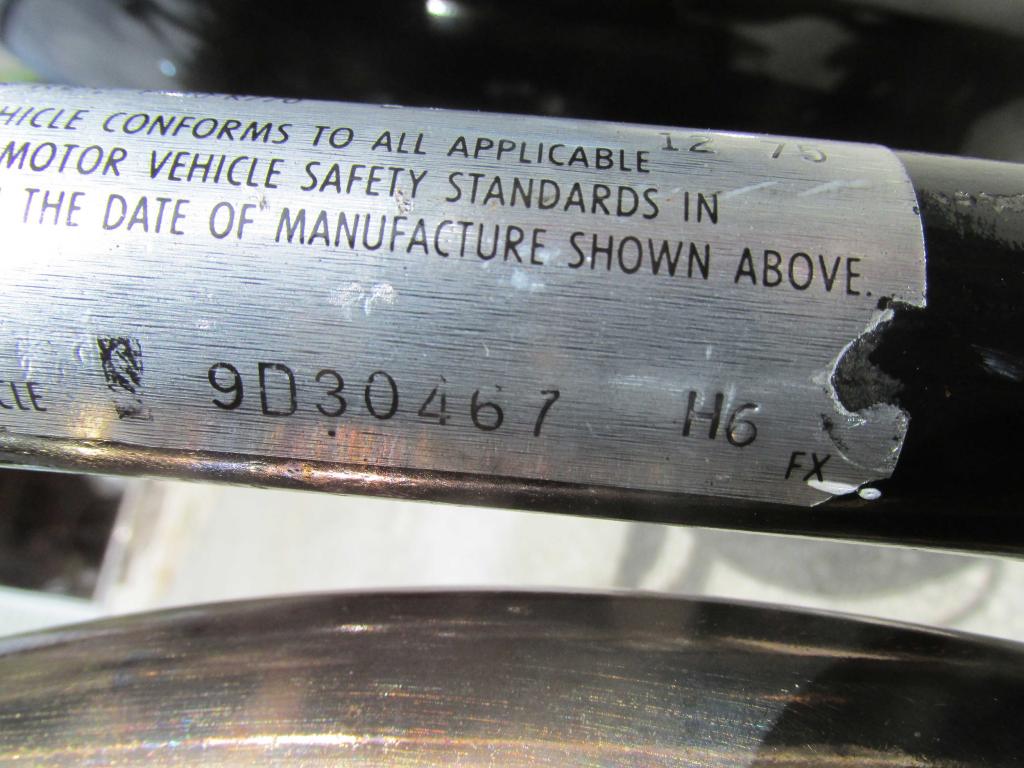 HICLE CONFORMS TO ALL APPLICABLE 12 75
MOTOR VEHICLE SAFETY STANDARDS IN
THE DATE OF MANUFACTURE SHOWN ABOVE.
CLE 9D30467 H6
FX